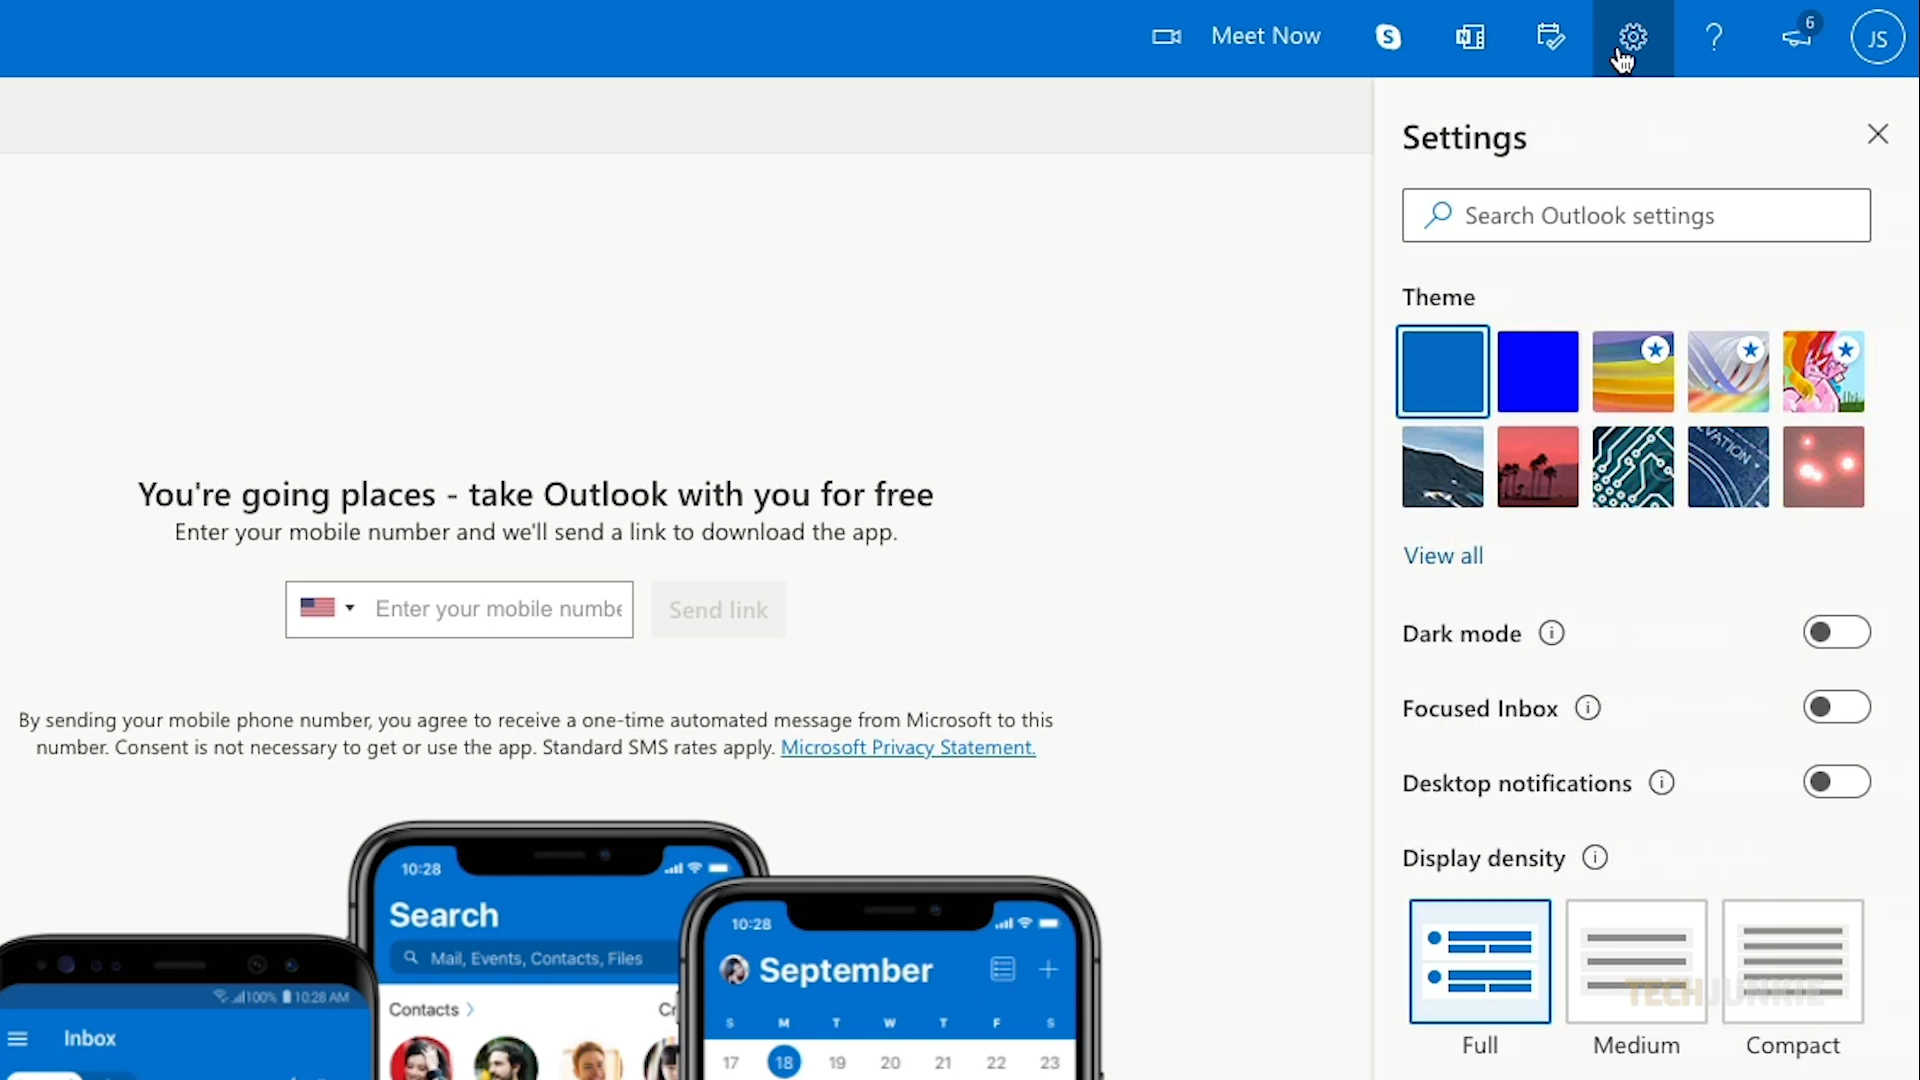 Meet Now
6
JS
Settings
Search Outlook settings
Theme
View all
Dark mode
Focused Inbox
Desktop notifications
Display density
Full
Medium
Compact
You're going places - take Outlook with you for free
Enter your mobile number and we'll send a link to download the app.
Enter your mobile numbe
Send link
By sending your mobile phone number, you agree to receive a one-time automated message from Microsoft to this
number. Consent is not necessary to get or use the app. Standard SMS rates apply. Microsoft Privacy Statement.
100% 10:28 AM
Inbox
10:28
Search
Mail, Events, Contacts, Files
Contacts
10:28
September
S M T W T F S
17 18 19 20 21 22 23
TECHJUNKIE